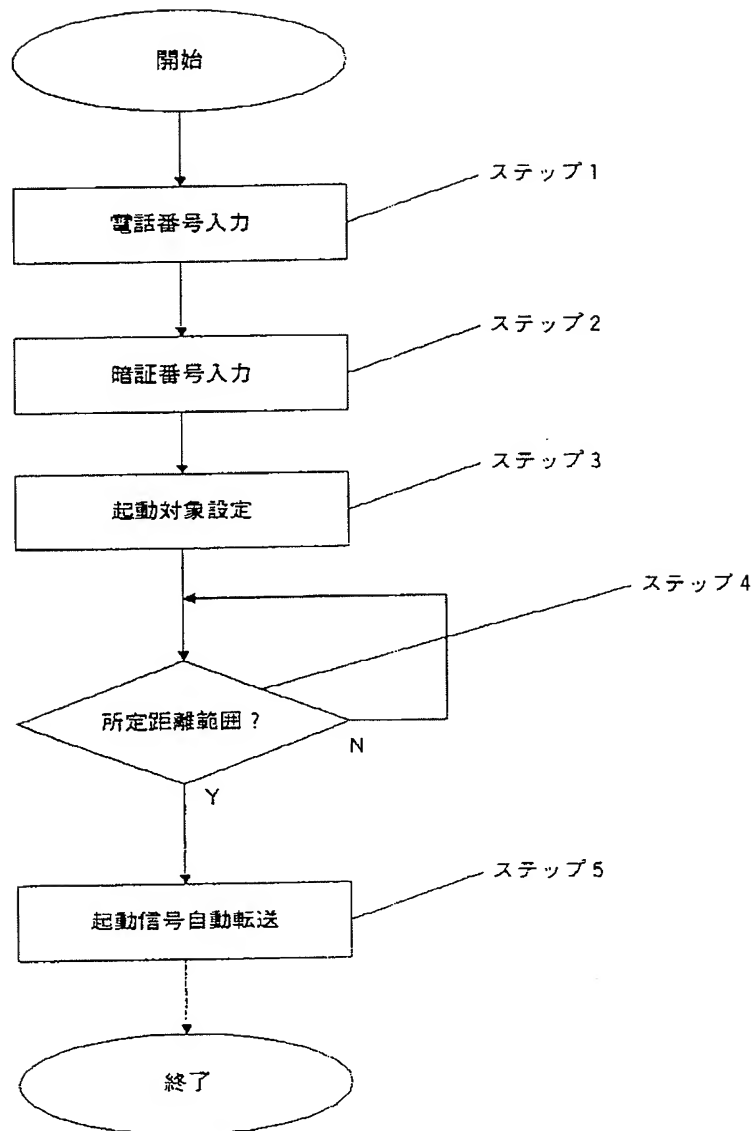 開始
ステップ1
電話番号入力
ステップ2
暗証番号入力
ステップ3
起動対象設定
ステップ4
所定距離範囲?
N
Y
ステップ5
起動信号自動転送
終了